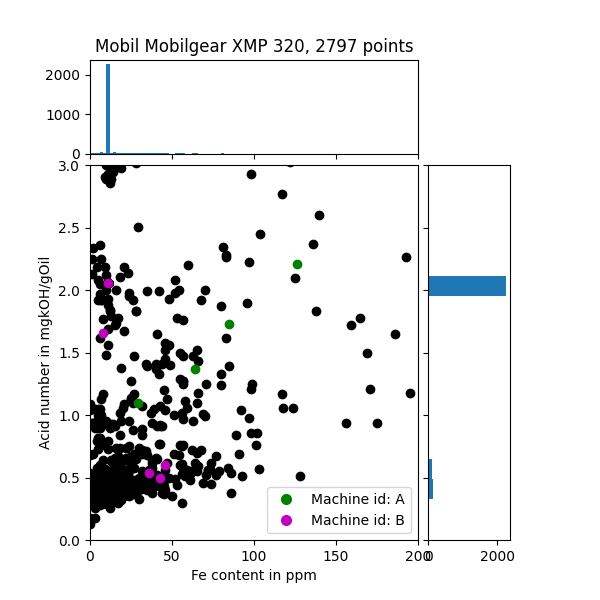 Mobil Mobilgear XMP 320, 2797 points
2000
1000
0
3.0
2.5
2.0
1.5
1.0
0.5
0.0
Acid number in mgkOH/gOil
Machine id: A
Machine id: B
0 50 100 150 200 0 2000
Fe content in ppm